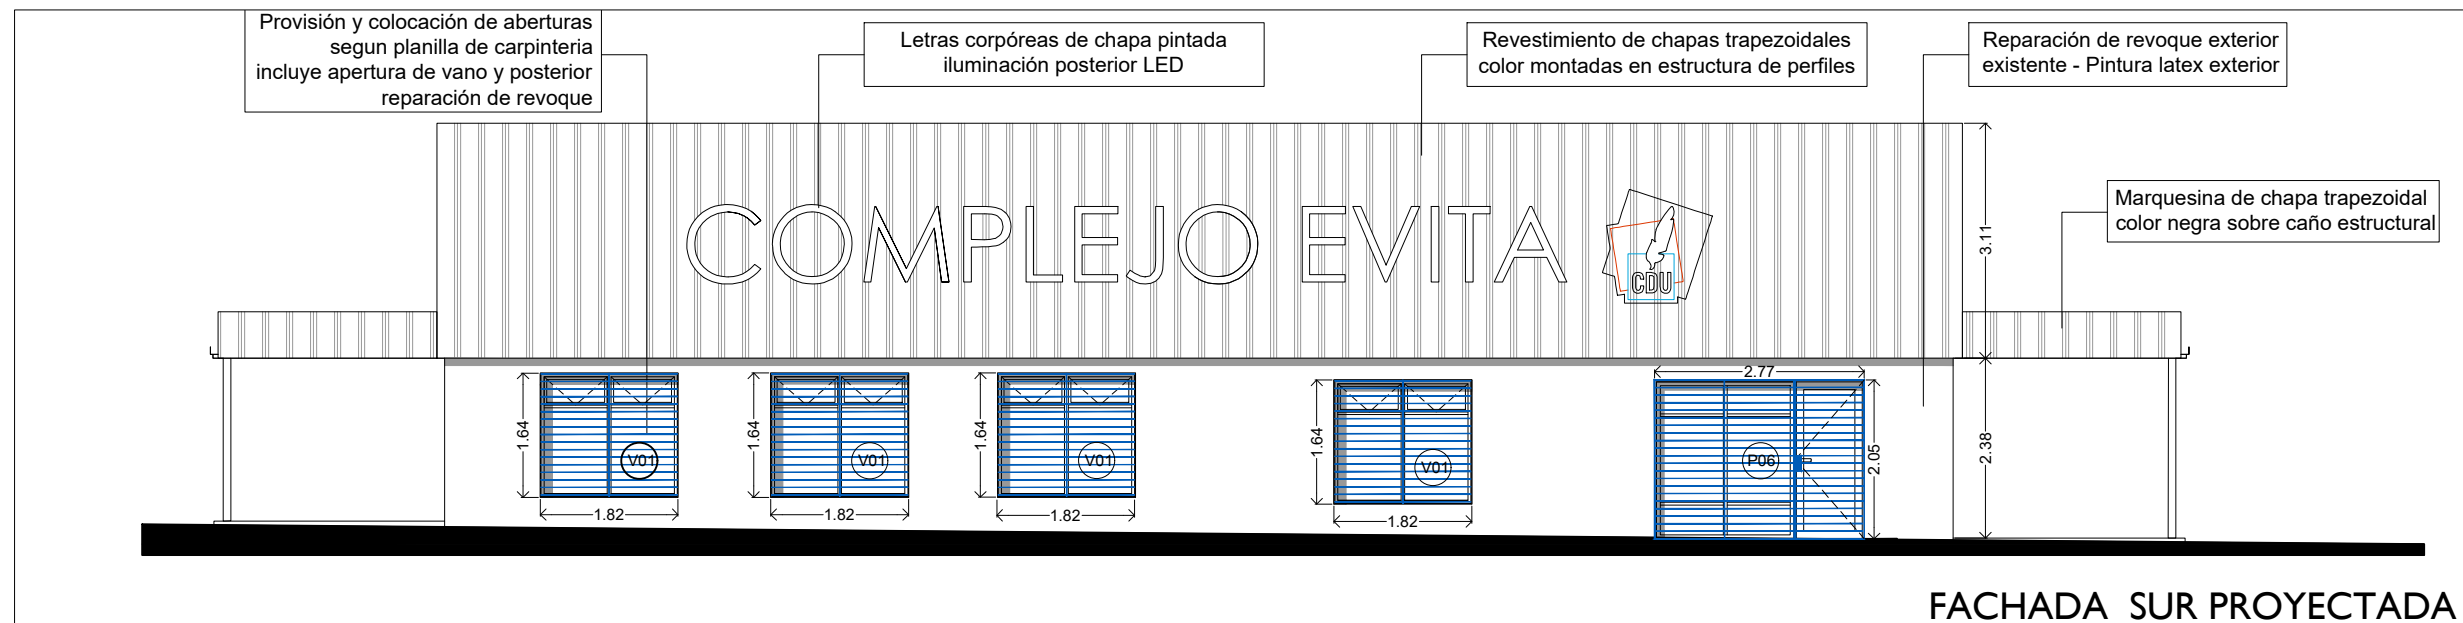 Provisión y colocación de aberturas
segun planilla de carpinteria
incluye apertura de vano y posterior
reparación de revoque
Letras corpóreas de chapa pintada
iluminación posterior LED
Revestimiento de chapas trapezoidales
color montadas en estructura de perfiles
Reparación de revoque exterior
existente - Pintura latex exterior
Marquesina de chapa trapezoidal
color negra sobre caño estructural
COMPLEJO EVITA
CDU
3.11
2.38
1.64
V01
1.82
1.64
V01
1.82
1.64
V01
1.82
1.64
V01
1.82
2.77
P06
2.05
FACHADA SUR PROYECTADA